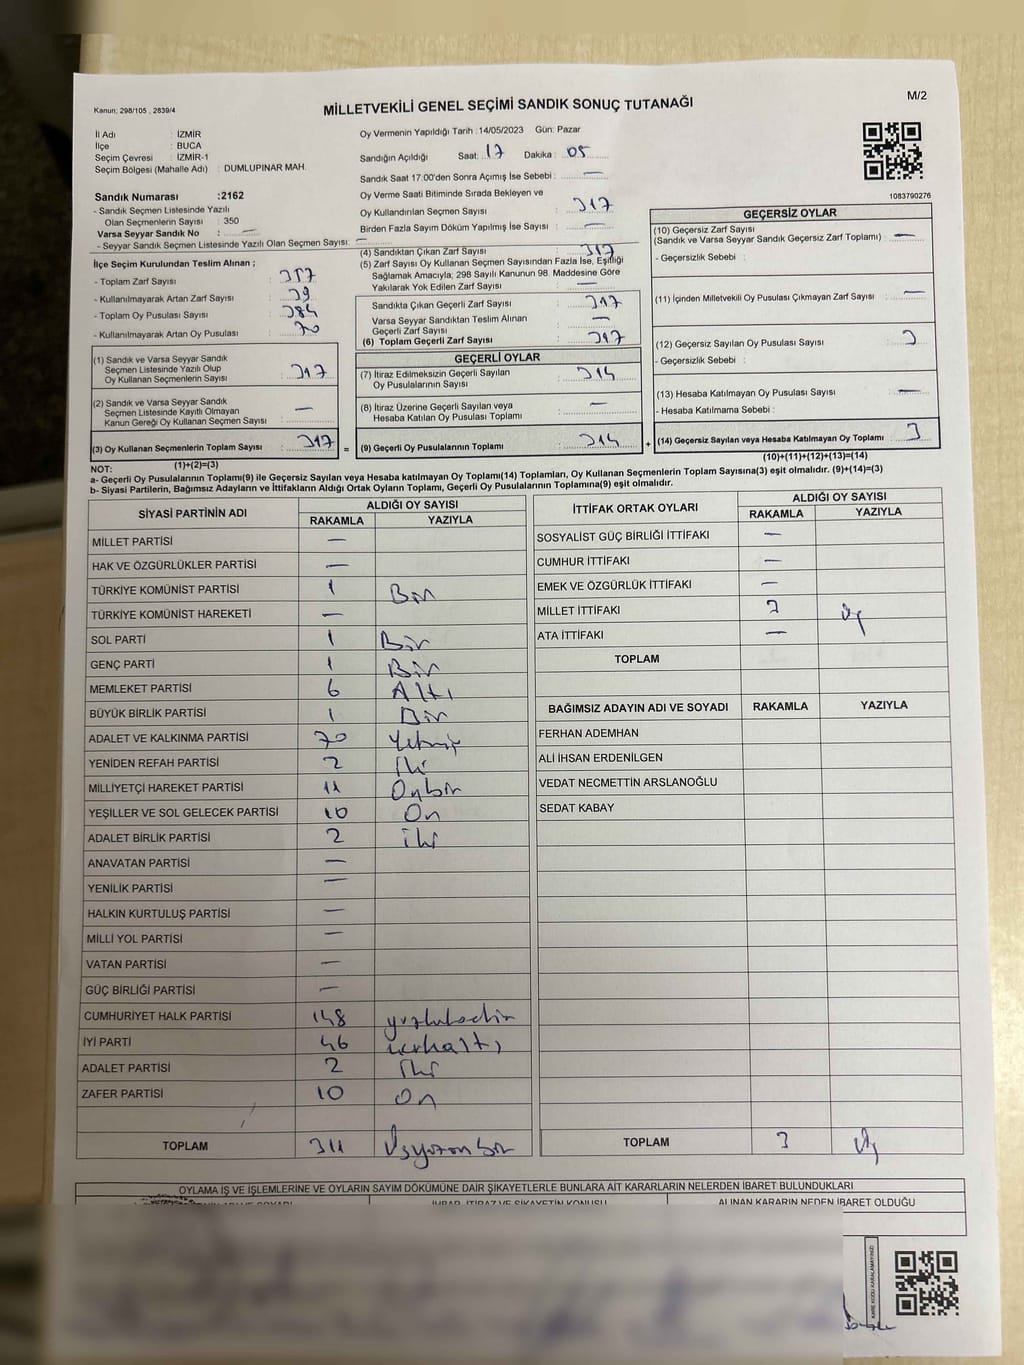 Kanun: 298/105 , 2839/4
MİLLETVEKİLİ GENEL SEÇİMİ SANDIK SONUÇ TUTANAĞI
M/2
İl Adı : İZMİR
İlçe : BUCA
Seçim Çevresi : İZMİR-1
Seçim Bölgesi (Mahalle Adı) : DUMLUPINAR MAH.
Sandık Numarası :2162
- Sandık Seçmen Listesinde Yazılı
Olan Seçmenlerin Sayısı : 350
Varsa Seyyar Sandık No : —
- Seyyar Sandık Seçmen Listesinde Yazılı Olan Seçmen Sayısı: —
İlçe Seçim Kurulundan Teslim Alınan ;
- Toplam Zarf Sayısı : 357
- Kullanılmayarak Artan Zarf Sayısı : 39
- Toplam Oy Pusulası Sayısı : 384
- Kullanılmayarak Artan Oy Pusulası : 70
(1) Sandık ve Varsa Seyyar Sandık
Seçmen Listesinde Yazılı Olup
Oy Kullanan Seçmenlerin Sayısı : 317
(2) Sandık ve Varsa Seyyar Sandık
Seçmen Listesinde Kayıtlı Olmayan
Kanun Gereği Oy Kullanan Seçmen Sayısı : —
(3) Oy Kullanan Seçmenlerin Toplam Sayısı : 317 =
(1)+(2)=(3)
Oy Vermenin Yapıldığı Tarih : 14/05/2023 Gün: Pazar
Sandığın Açıldığı Saat: 17 Dakika : 05
Sandık Saat 17:00'den Sonra Açımış İse Sebebi : —
Oy Verme Saati Bitiminde Sırada Bekleyen ve
Oy Kullandırılan Seçmen Sayısı : 317
Birden Fazla Sayım Döküm Yapılmış İse Sayısı : —
(4) Sandıktan Çıkan Zarf Sayısı : 317
(5) Zarf Sayısı Oy Kullanan Seçmen Sayısından Fazla İse, Eşitliği
Sağlamak Amacıyla; 298 Sayılı Kanunun 98. Maddesine Göre
Yakılarak Yok Edilen Zarf Sayısı : —
Sandıkta Çıkan Geçerli Zarf Sayısı : 317
Varsa Seyyar Sandıktan Teslim Alınan
Geçerli Zarf Sayısı : —
(6) Toplam Geçerli Zarf Sayısı : 317
GEÇERLİ OYLAR
(7) İtiraz Edilmeksizin Geçerli Sayılan
Oy Pusulalarının Sayısı : 314
(8) İtiraz Üzerine Geçerli Sayılan veya
Hesaba Katılan Oy Pusulası Toplamı : —
(9) Geçerli Oy Pusulalarının Toplamı : 314 +
1083790276
GEÇERSİZ OYLAR
(10) Geçersiz Zarf Sayısı
(Sandık ve Varsa Seyyar Sandık Geçersiz Zarf Toplamı) : —
- Geçersizlik Sebebi :
(11) İçinden Milletvekili Oy Pusulası Çıkmayan Zarf Sayısı : —
(12) Geçersiz Sayılan Oy Pusulası Sayısı : 3
- Geçersizlik Sebebi :
(13) Hesaba Katılmayan Oy Pusulası Sayısı : —
- Hesaba Katılmama Sebebi :
(14) Geçersiz Sayılan veya Hesaba Katılmayan Oy Toplamı : 3
(10)+(11)+(12)+(13)=(14)
NOT:
a- Geçerli Oy Pusulalarının Toplamı(9) ile Geçersiz Sayılan veya Hesaba katılmayan Oy Toplamı(14) Toplamları, Oy Kullanan Seçmenlerin Toplam Sayısına(3) eşit olmalıdır. (9)+(14)=(3)
b- Siyasi Partilerin, Bağımsız Adayların ve İttifakların Aldığı Ortak Oyların Toplamı, Geçerli Oy Pusulalarının Toplamına(9) eşit olmalıdır.
SİYASİ PARTİNİN ADI ALDIĞI OY SAYISI
RAKAMLA YAZIYLA
MİLLET PARTİSİ —
HAK VE ÖZGÜRLÜKLER PARTİSİ —
TÜRKİYE KOMÜNİST PARTİSİ 1 Bir
TÜRKİYE KOMÜNİST HAREKETİ —
SOL PARTİ 1 Bir
GENÇ PARTİ 1 Bir
MEMLEKET PARTİSİ 6 Altı
BÜYÜK BİRLİK PARTİSİ 1 Bir
ADALET VE KALKINMA PARTİSİ 70 Yetmiş
YENİDEN REFAH PARTİSİ 2 İki
MİLLİYETÇİ HAREKET PARTİSİ 11 Onbir
YEŞİLLER VE SOL GELECEK PARTİSİ 10 On
ADALET BİRLİK PARTİSİ 2 İki
ANAVATAN PARTİSİ —
YENİLİK PARTİSİ —
HALKIN KURTULUŞ PARTİSİ —
MİLLİ YOL PARTİSİ —
VATAN PARTİSİ —
GÜÇ BİRLİĞİ PARTİSİ —
CUMHURİYET HALK PARTİSİ 148
İYİ PARTİ 46
ADALET PARTİSİ 2 İki
ZAFER PARTİSİ 10 On
TOPLAM 311 Üçyüzonbir
İTTİFAK ORTAK OYLARI ALDIĞI OY SAYISI
RAKAMLA YAZIYLA
SOSYALİST GÜÇ BİRLİĞİ İTTİFAKI —
CUMHUR İTTİFAKI —
EMEK VE ÖZGÜRLÜK İTTİFAKI —
MİLLET İTTİFAKI 3 üç
ATA İTTİFAKI —
TOPLAM
BAĞIMSIZ ADAYIN ADI VE SOYADI RAKAMLA YAZIYLA
FERHAN ADEMHAN
ALİ İHSAN ERDENİLGEN
VEDAT NECMETTİN ARSLANOĞLU
SEDAT KABAY
TOPLAM 3 Üç
OYLAMA İŞ VE İŞLEMLERİNE VE OYLARIN SAYIM DÖKÜMÜNE DAİR ŞİKAYETLERLE BUNLARA AİT KARARLARIN NELERDEN İBARET BULUNDUKLARI
İHBAR, İTİRAZ VE ŞİKAYETİN KONUSU ALINAN KARARIN NEDEN İBARET OLDUĞU